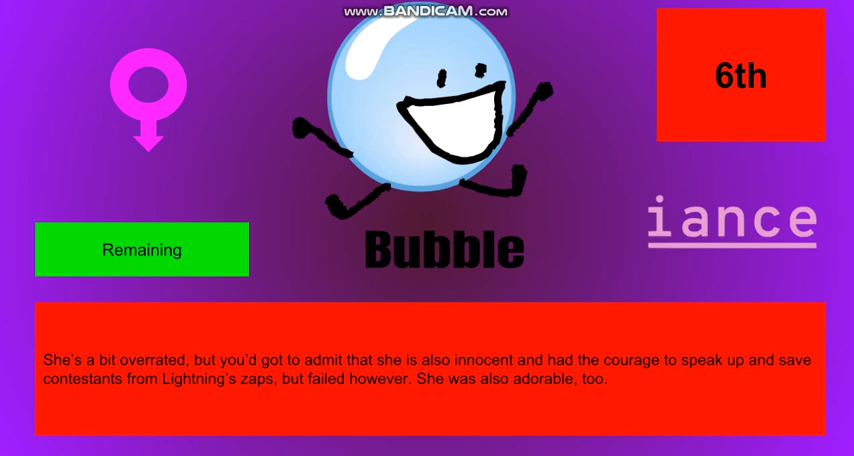 www.BANDICAM.com
6th
iance
Remaining
Bubble
She's a bit overrated, but you'd got to admit that she is also innocent and had the courage to speak up and save
contestants from Lightning's zaps, but failed however. She was also adorable, too.